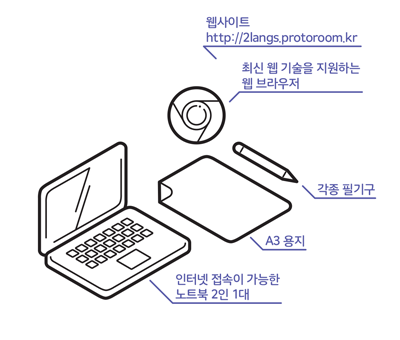 웹사이트
http://2langs.protoroom.kr
최신 웹 기술을 지원하는
웹 브라우저
각종 필기구
A3 용지
인터넷 접속이 가능한
노트북 2인 1대